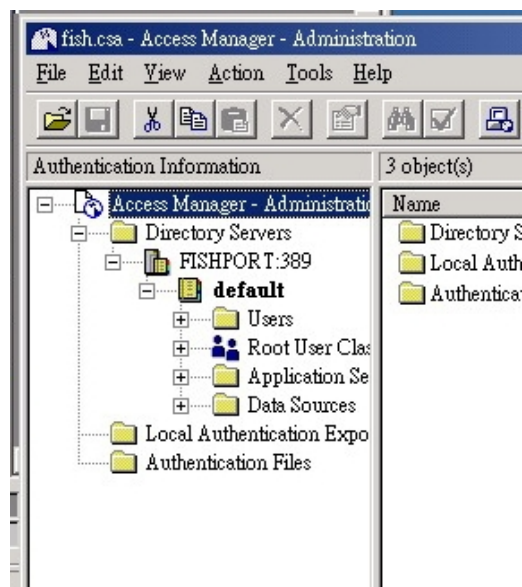 fish.csa - Access Manager - Administration
File Edit View Action Tools Help
Authentication Information
3 object(s)
Access Manager - Administratio
Name
Directory Servers
Directory S
FISHPORT:389
Local Auth
default
Authentica
Users
Root User Clas
Application Se
Data Sources
Local Authentication Expo
Authentication Files